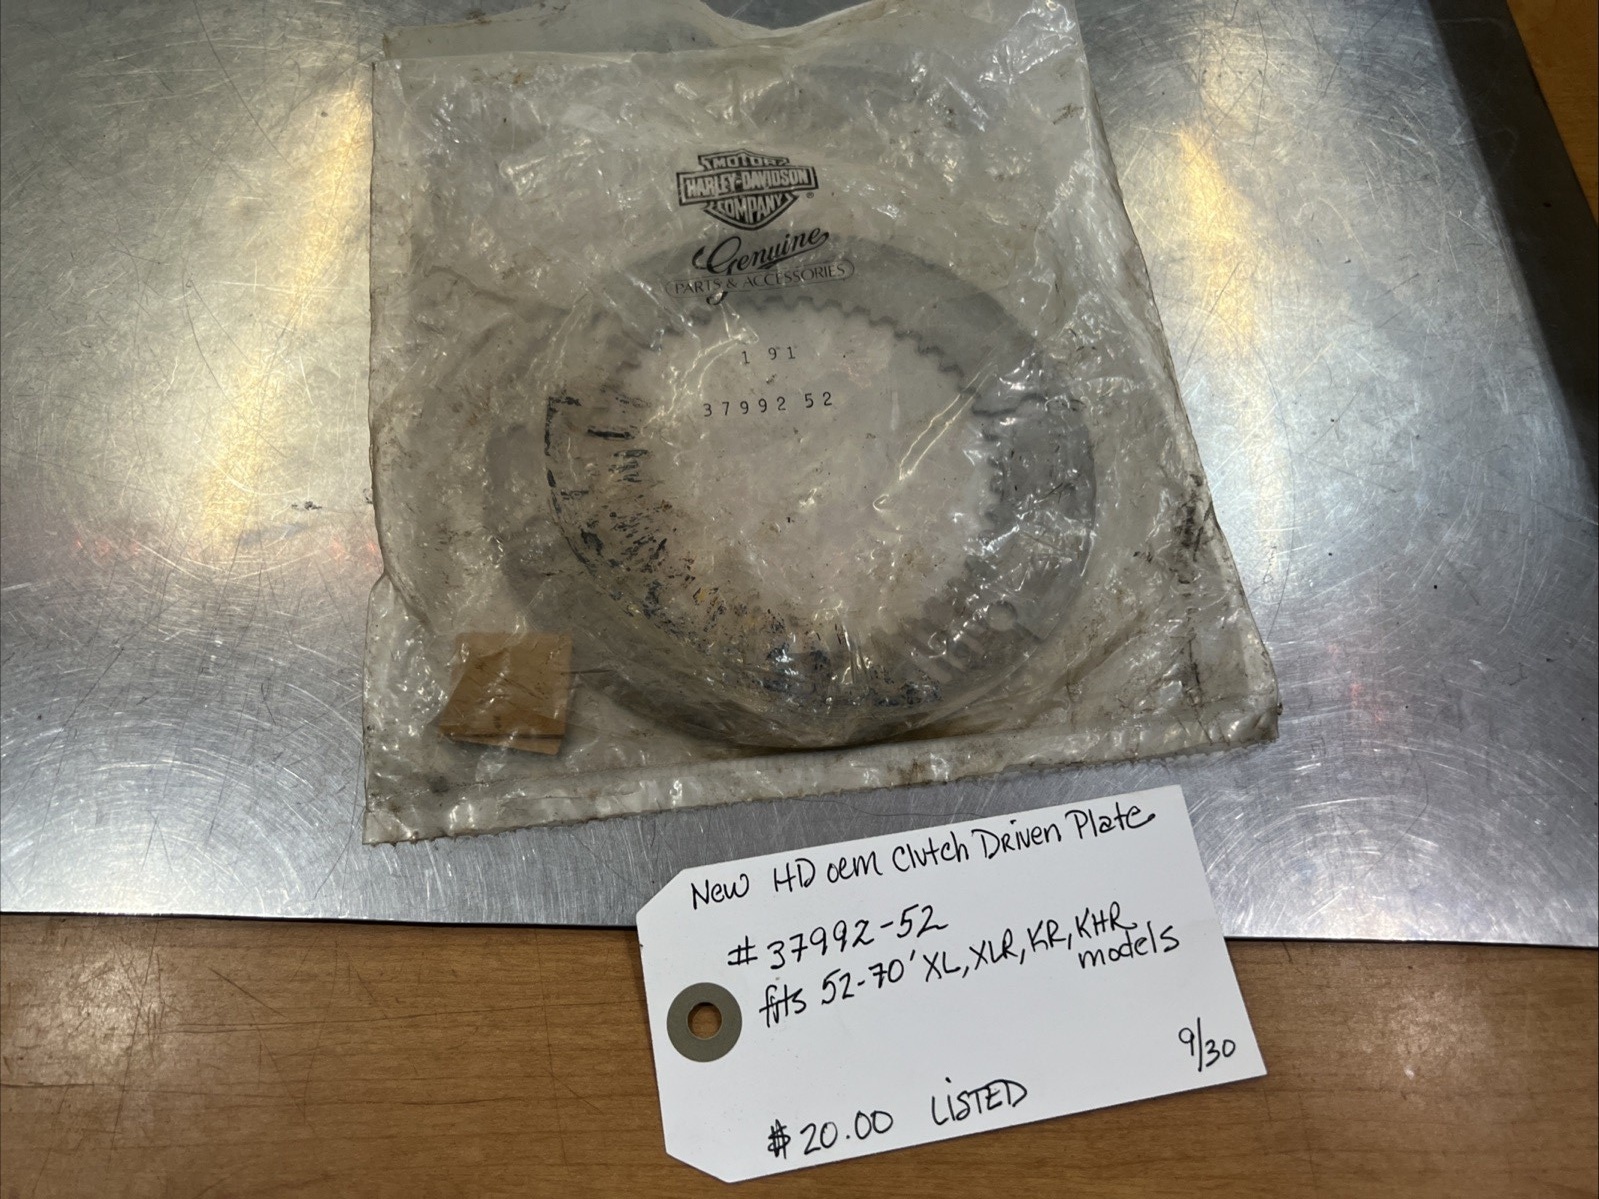 MOTOR
HARLEY-DAVIDSON
COMPANY
®
Genuine
PARTS & ACCESSORIES
1 91
37992 52
New HD oem Clutch Driven Plate
# 37992-52
fits 52-70' XL, XLR, KR, KHR
models
9/30
$20.00 LiSTED